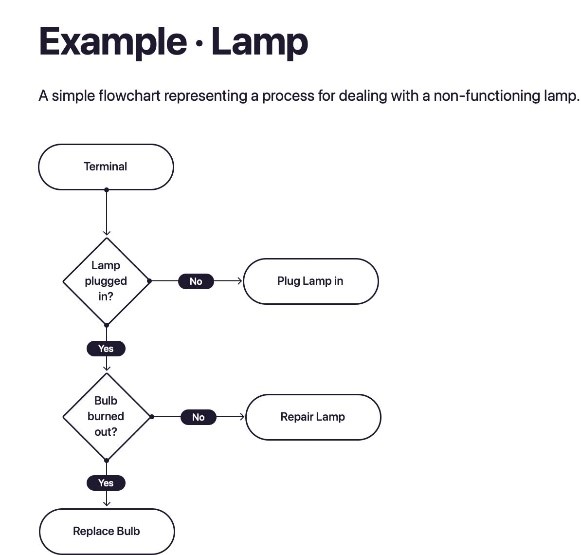 Example · Lamp
A simple flowchart representing a process for dealing with a non-functioning lamp.
Terminal
Lamp
plugged
in?
No
Plug Lamp in
Yes
Bulb
burned
out?
No
Repair Lamp
Yes
Replace Bulb